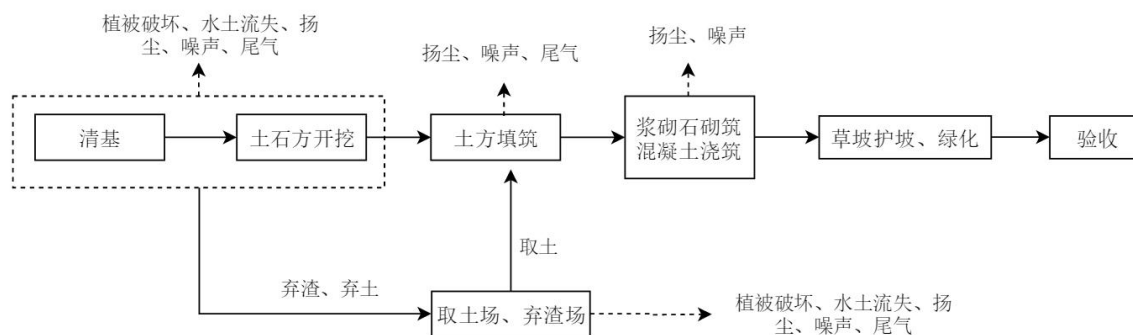 植被破坏、水土流失、扬
尘、噪声、尾气
扬尘、噪声、尾气
扬尘、噪声
清基
土石方开挖
土方填筑
浆砌石砌筑
混凝土浇筑
草坡护坡、绿化
验收
取土
弃渣、弃土
取土场、弃渣场
植被破坏、水土流失、扬
尘、噪声、尾气